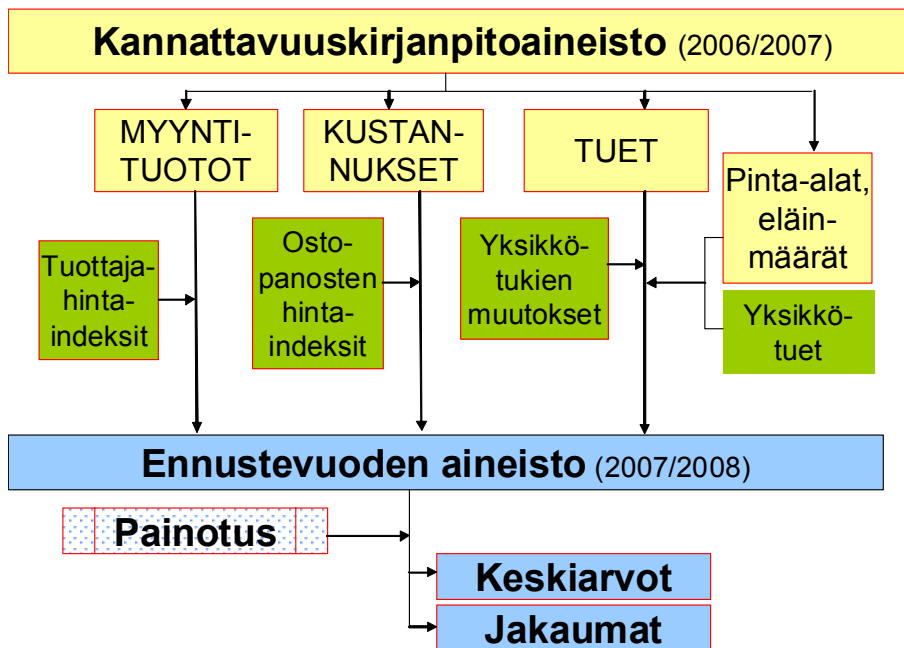 Kannattavuuskirjanpitoaineisto (2006/2007)
MYYNTI-
TUOTOT
KUSTAN-
NUKSET
TUET
Pinta-alat,
eläin-
määrät
Tuottaja-
hinta-
indeksit
Osto-
panosten
hinta-
indeksit
Yksikkö-
tukien
muutokset
Yksikkö-
tuet
Ennustevuoden aineisto (2007/2008)
Painotus
Keskiarvot
Jakaumat